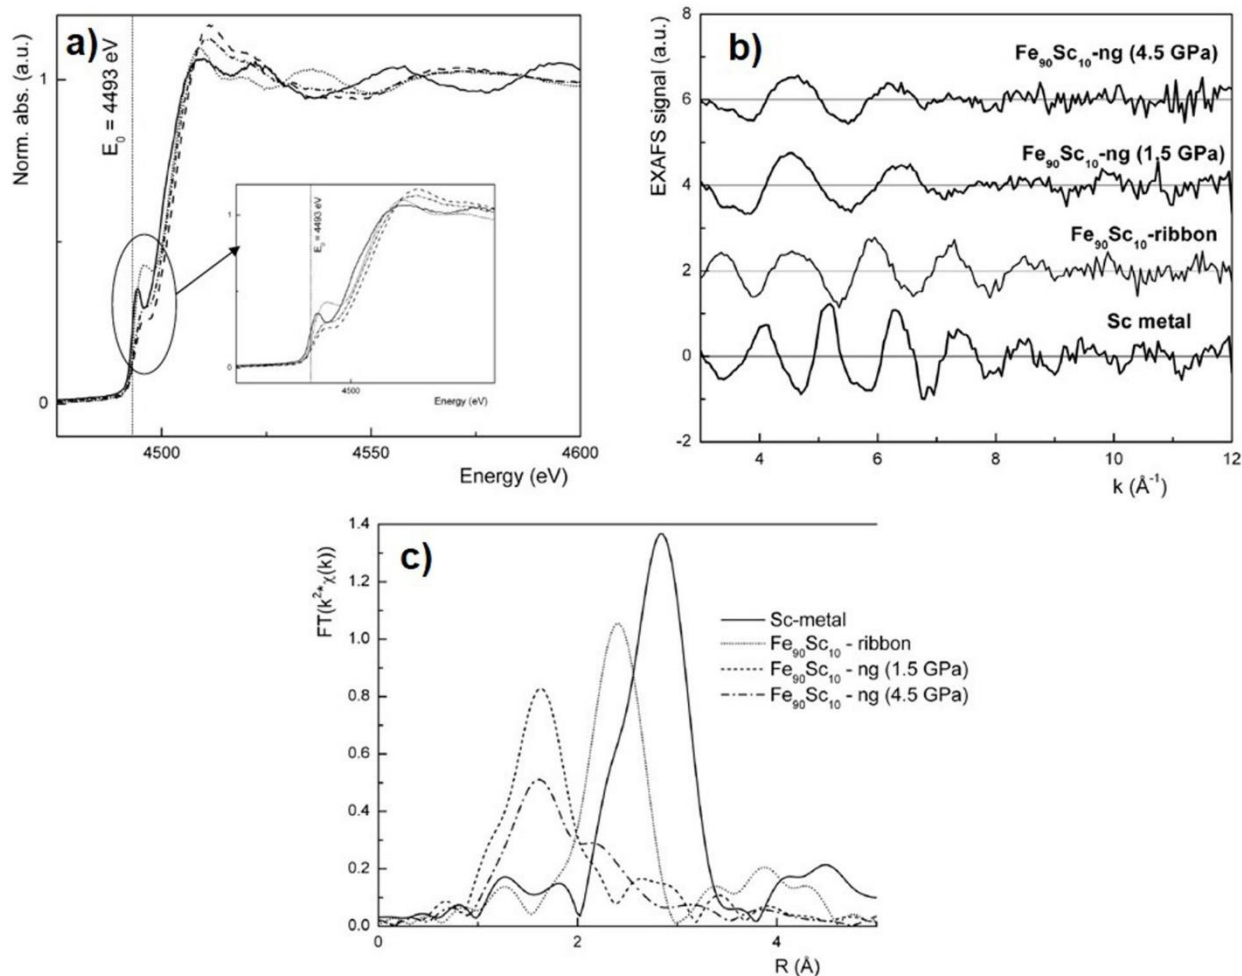 a)
Norm. abs. (a.u.)
1
0
E₀ = 4493 eV
4500
4550
4600
Energy (eV)
1
0
E₀ = 4493 eV
4500
Energy (eV)
b)
EXAFS signal (a.u.)
8
6
4
2
0
-2
Fe₉₀Sc₁₀-ng (4.5 GPa)
Fe₉₀Sc₁₀-ng (1.5 GPa)
Fe₉₀Sc₁₀-ribbon
Sc metal
4
6
8
10
12
k (Å⁻¹)
c)
FT(k²*χ(k))
1.4
1.2
1.0
0.8
0.6
0.4
0.2
0.0
Sc-metal
Fe₉₀Sc₁₀ - ribbon
Fe₉₀Sc₁₀ - ng (1.5 GPa)
Fe₉₀Sc₁₀ - ng (4.5 GPa)
0
2
4
R (Å)